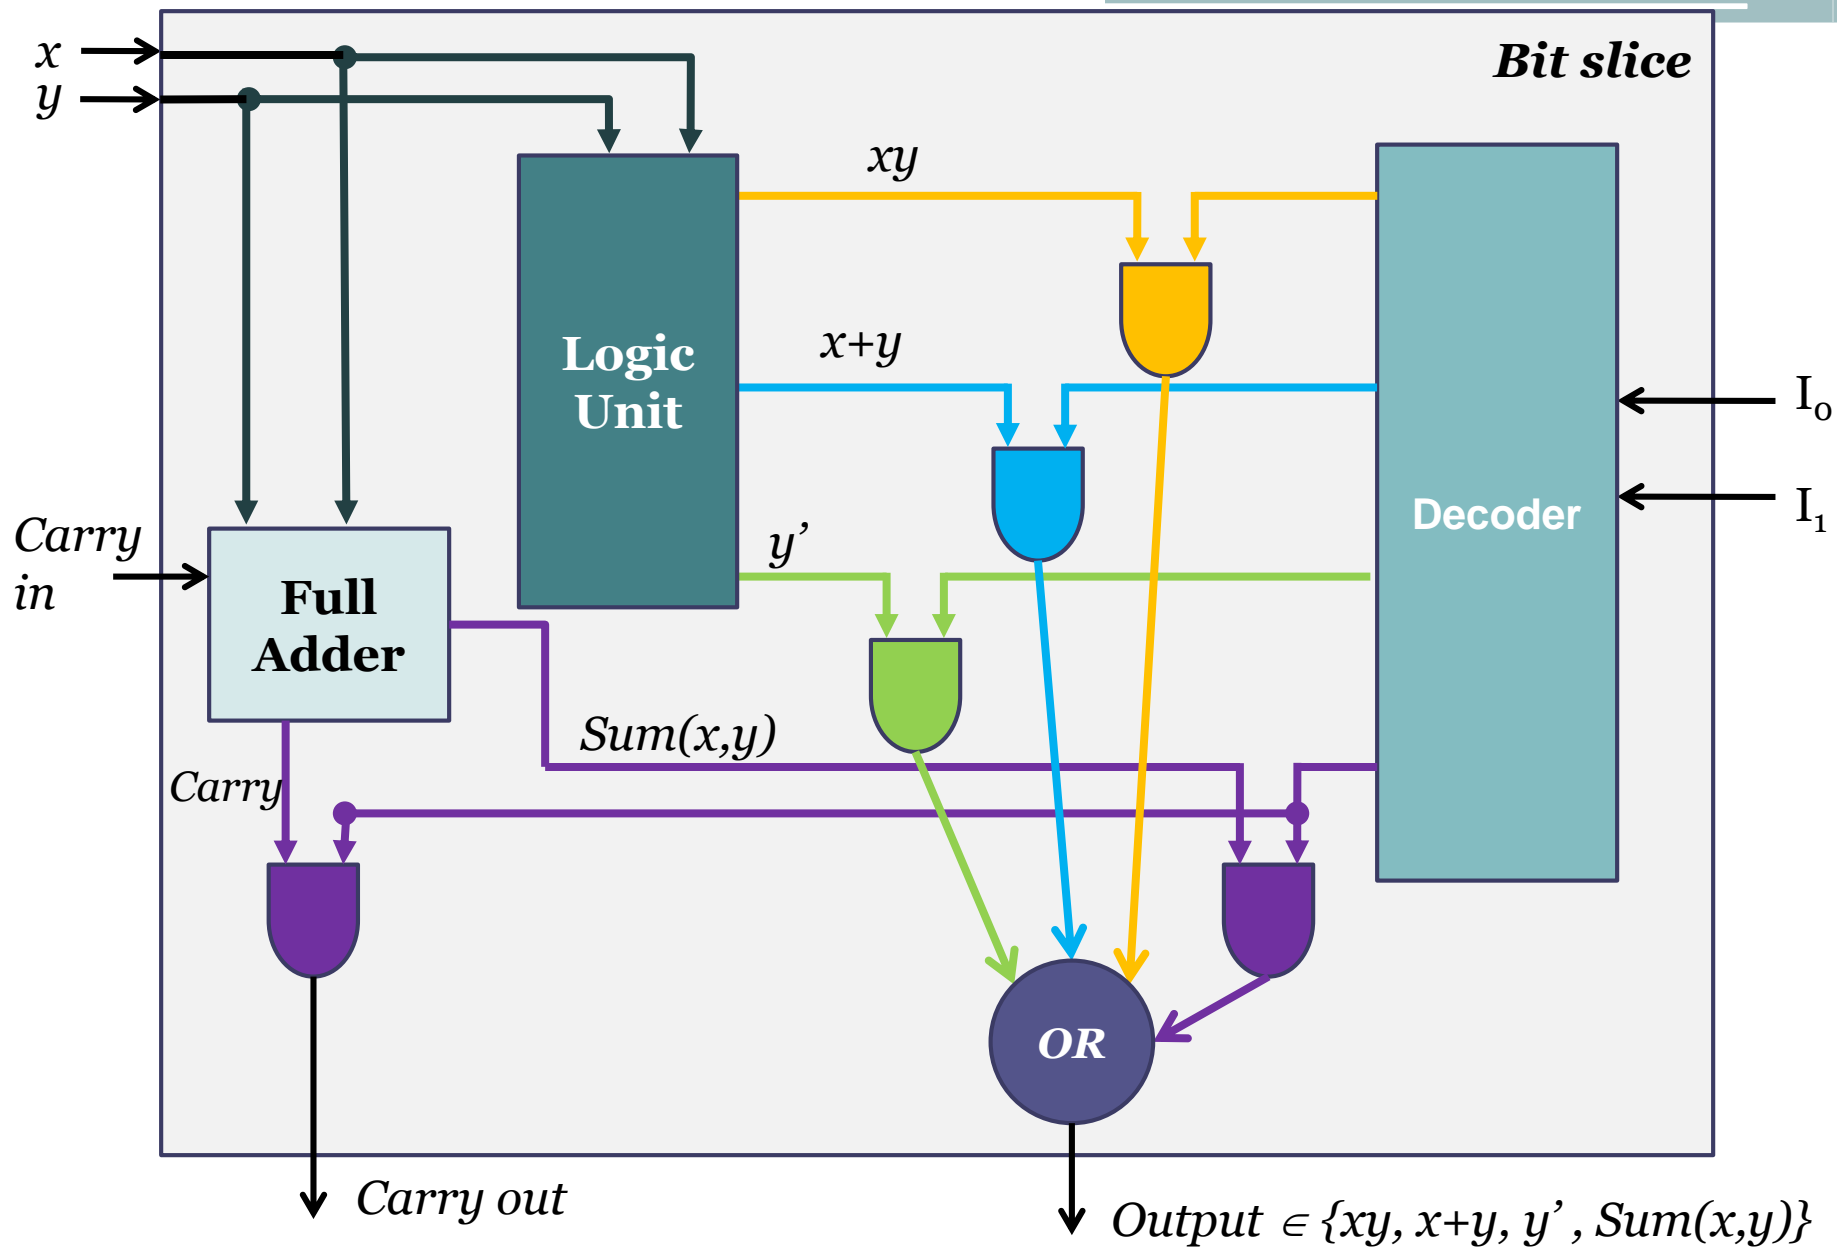 x
y
Bit slice
xy
Logic
Unit
x+y
I₀
Decoder
I₁
Carry
in
y’
Full
Adder
Sum(x,y)
Carry
OR
Carry out
Output ∈ {xy, x+y, y’ , Sum(x,y)}